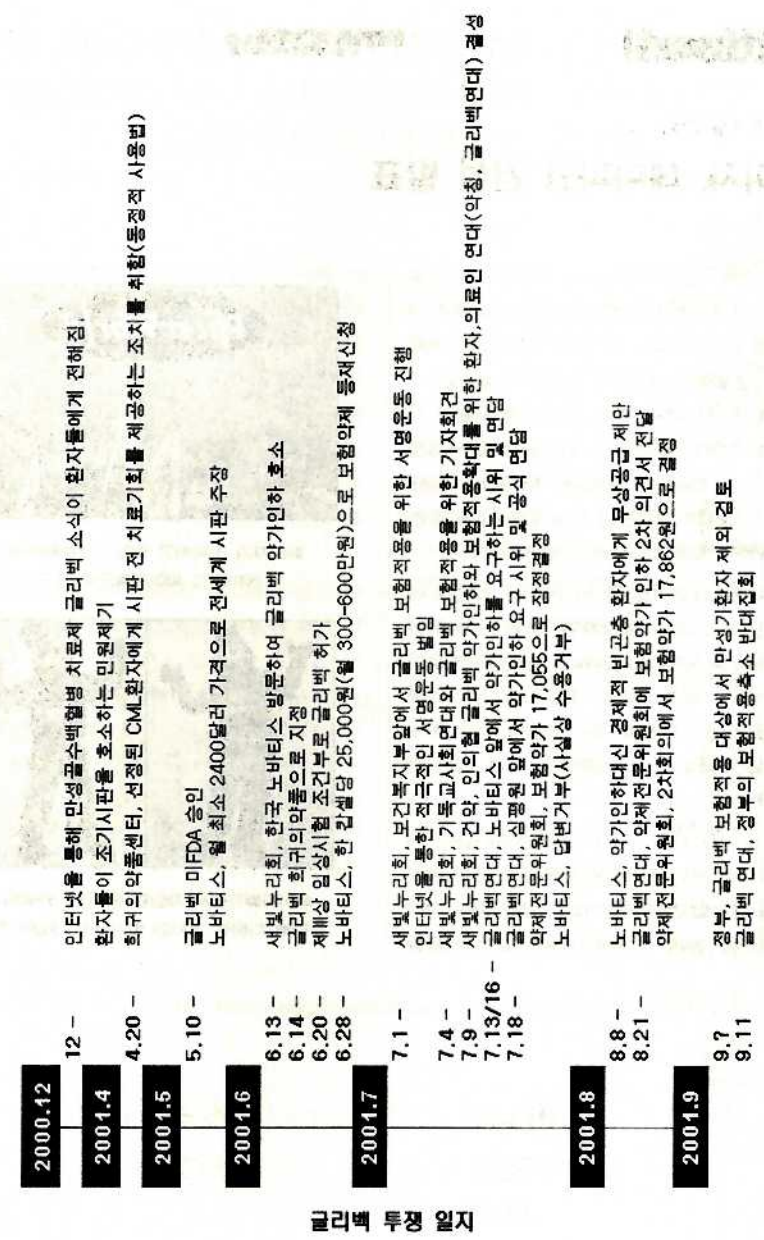 글리벡 투쟁 일지
2000.12
12 – 인터넷을 통해 만성골수백혈병 치료제 글리벡 소식이 환자들에게 전해짐,
환자들이 조기시판을 호소하는 민원제기
2001.4
4.20 – 희귀의약품센터, 선정된 CML환자에게 시판 전 치료기회를 제공하는 조치를 취함(동정적 사용법)
2001.5
5.10 – 글리벡 미FDA 승인
노바티스, 월 최소 2400달러 가격으로 전세계 시판 주장
2001.6
6.13 – 새빛누리회, 한국 노바티스 방문하여 글리벡 약가인하 호소
6.14 – 글리벡 희귀의약품으로 지정
6.20 – 제Ⅲ상 임상시험 조건부로 글리벡 허가
6.28 – 노바티스, 한 캅셀당 25,000원(월 300-600만원)으로 보험약제 등재신청
2001.7
7.1 – 새빛누리회, 보건복지부앞에서 글리벡 보험적용을 위한 서명운동 진행
인터넷을 통한 적극적인 서명운동 벌임
7.4 – 새빛누리회, 기독교사회연대와 글리벡 보험적용을 위한 기자회견
7.9 – 새빛누리회, 건약, 인의협 글리벡 약가인하와 보험적용확대를 위한 환자,의료인 연대(약칭, 글리벡연대) 결성
7.13/16 – 글리벡연대, 노바티스 앞에서 약가인하를 요구하는 시위 및 면담
7.18 – 글리벡연대, 심평원 앞에서 약가인하 요구 시위 및 공식 면담
약제전문위원회, 보험약가 17,055으로 잠정결정
노바티스, 답변거부(사실상 수용거부)
2001.8
8.8 – 노바티스, 약가인하대신 경제적 빈곤층 환자에게 무상공급 제안
8.21 – 글리벡연대, 약제전문위원회에 보험약가 인하 2차 의견서 전달
약제전문위원회, 2차회의에서 보험약가 17,862원으로 결정
2001.9
9.7 정부, 글리벡 보험적용 대상에서 만성기환자 제외 검토
9.11 글리벡 연대, 정부의 보험적용축소 반대집회